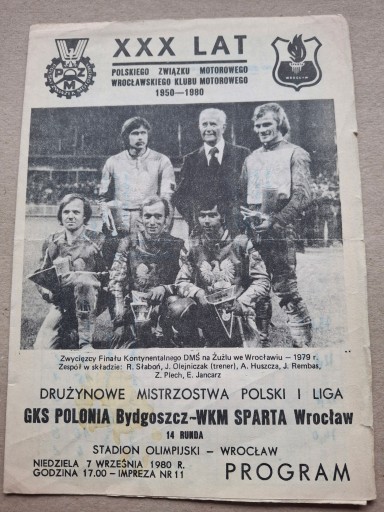 XXX LAT
POLSKIEGO ZWIĄZKU MOTOROWEGO
WROCŁAWSKIEGO KLUBU MOTOROWEGO
1950—1980
PZM
WROCŁAW
Zwycięzcy Finału Kontynentalnego DMŚ na Żużlu we Wrocławiu — 1979 r.
Zespół w składzie: R. Słaboń, J. Olejniczak (trener), A. Huszcza, J. Rembas,
Z. Plech, E. Jancarz
DRUŻYNOWE MISTRZOSTWA POLSKI I LIGA
GKS POLONIA Bydgoszcz–WKM SPARTA Wrocław
14 RUNDA
STADION OLIMPIJSKI – WROCŁAW
NIEDZIELA 7 WRZEŚNIA 1980 R.
GODZINA 17.00 – IMPREZA NR 11
PROGRAM